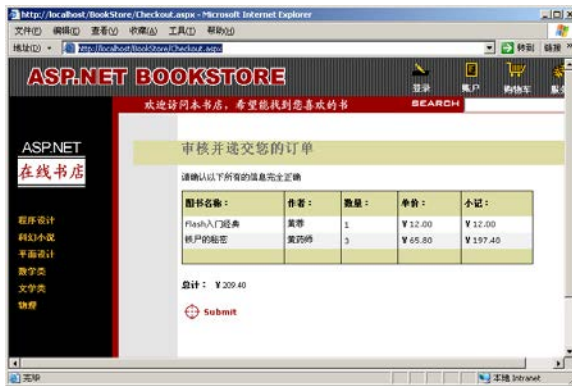 http://localhost/BookStore/Checkout.aspx - Microsoft Internet Explorer
文件(F) 编辑(E) 查看(V) 收藏(A) 工具(T) 帮助(H)
地址(D) http://localhost/BookStore/Checkout.aspx 转到 链接 »
ASP.NET BOOKSTORE
登录 账户 购物车
欢迎访问本书店，希望能找到您喜欢的书 SEARCH
ASP.NET
在线书店
程序设计
科幻小说
平面设计
数学类
文学类
物理
审核并递交您的订单
请确认以下所有的信息完全正确
图书名称： 作者： 数量： 单价： 小记：
Flash入门经典 黄蓉 1 ¥ 12.00 ¥ 12.00
核户的秘密 黄药师 3 ¥ 65.80 ¥ 197.40
总计： ¥ 209.40
Submit
完毕 本地 Intranet